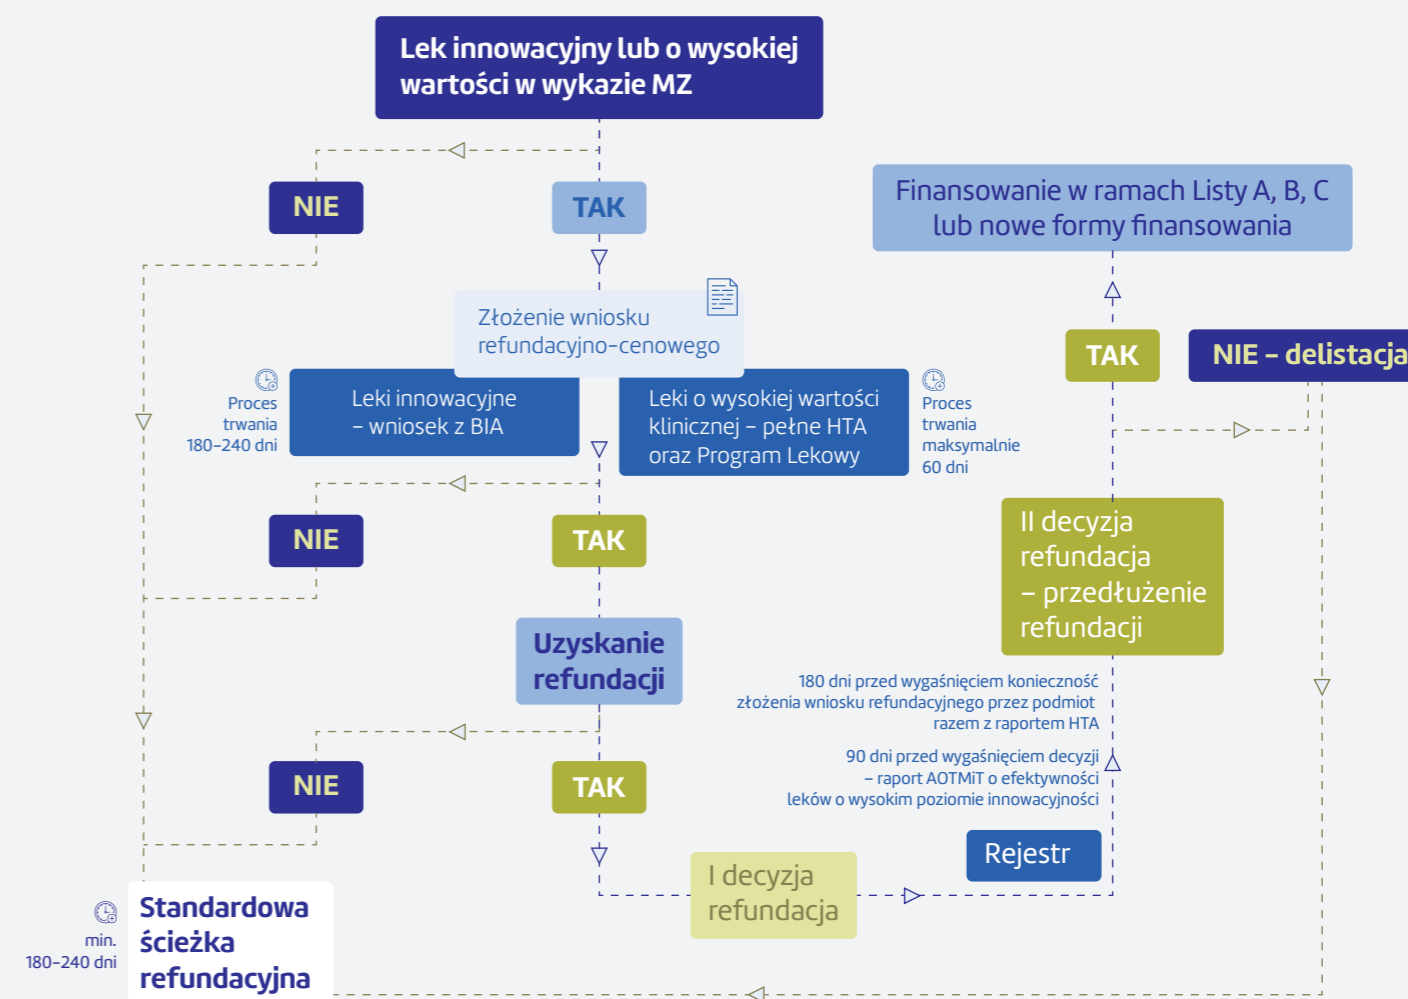 Lek innowacyjny lub o wysokiej
wartości w wykazie MZ
NIE
TAK
Finansowanie w ramach Listy A, B, C
lub nowe formy finansowania
Złożenie wniosku
refundacyjno-cenowego
TAK
NIE – delistacja
Proces
trwania
180–240 dni
Leki innowacyjne
– wniosek z BIA
Leki o wysokiej wartości
klinicznej – pełne HTA
oraz Program Lekowy
Proces
trwania
maksymalnie
60 dni
NIE
TAK
II decyzja
refundacja
– przedłużenie
refundacji
Uzyskanie
refundacji
180 dni przed wygaśnięciem konieczność
złożenia wniosku refundacyjnego przez podmiot
razem z raportem HTA
90 dni przed wygaśnięciem decyzji
– raport AOTMiT o efektywności
leków o wysokim poziomie innowacyjności
NIE
TAK
Rejestr
I decyzja
refundacja
min.
180–240 dni
Standardowa
ścieżka
refundacyjna